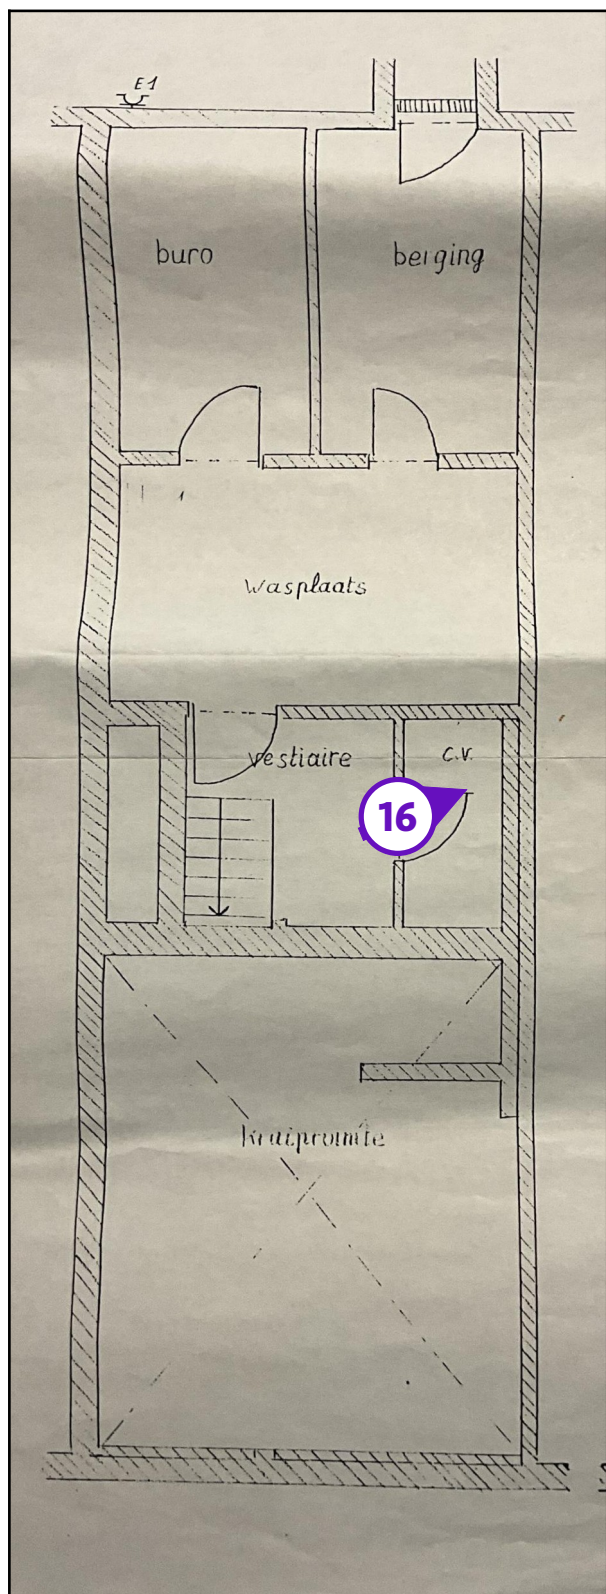 E1
buro
berging
wasplaats
vestiaire
c.v.
16
kruipruimte